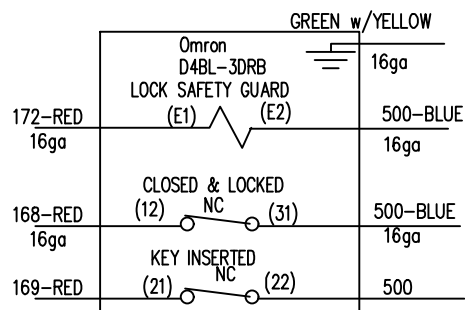 GREEN w/YELLOW
16ga
Omron
D4BL-3DRB
LOCK SAFETY GUARD
172-RED
(E1)
(E2)
500-BLUE
16ga
16ga
CLOSED & LOCKED
NC
168-RED
(12)
(31)
500-BLUE
16ga
16ga
KEY INSERTED
NC
169-RED
(21)
(22)
500